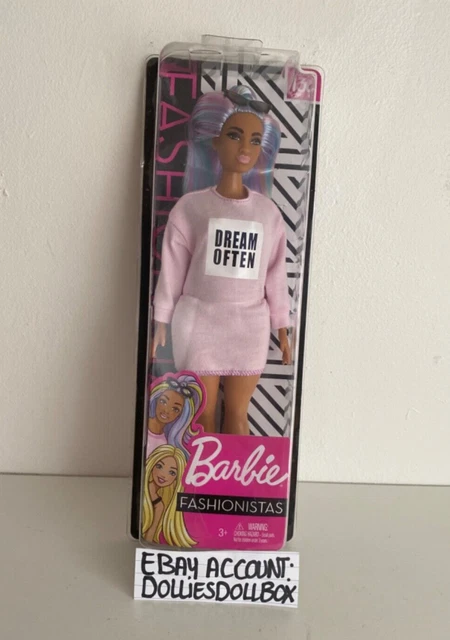 FASHION
DREAM
OFTEN
Barbie
FASHIONISTAS
3+
WARNING:
EBAY ACCOUNT:
DOLLIESDOLLBOX